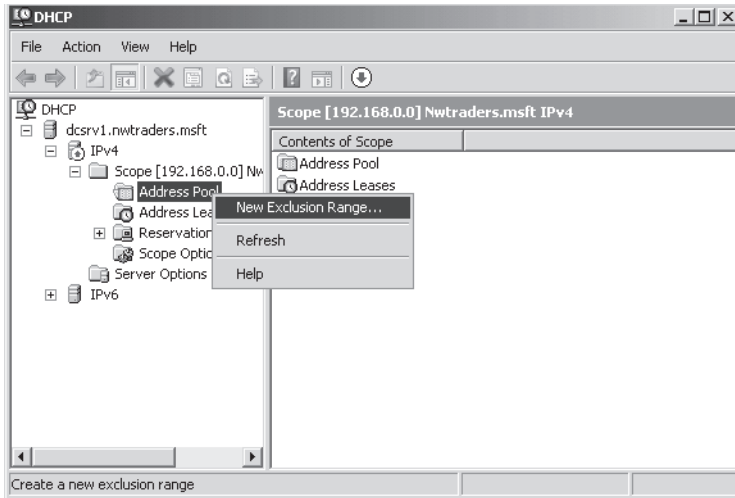 DHCP
File Action View Help
DHCP
dcsrv1.nwtraders.msft
IPv4
Scope [192.168.0.0] Nw
Address Pool
Address Lea
Reservation
Scope Optio
Server Options
IPv6
Scope [192.168.0.0] Nwtraders.msft IPv4
Contents of Scope
Address Pool
Address Leases
New Exclusion Range...
Refresh
Help
Create a new exclusion range